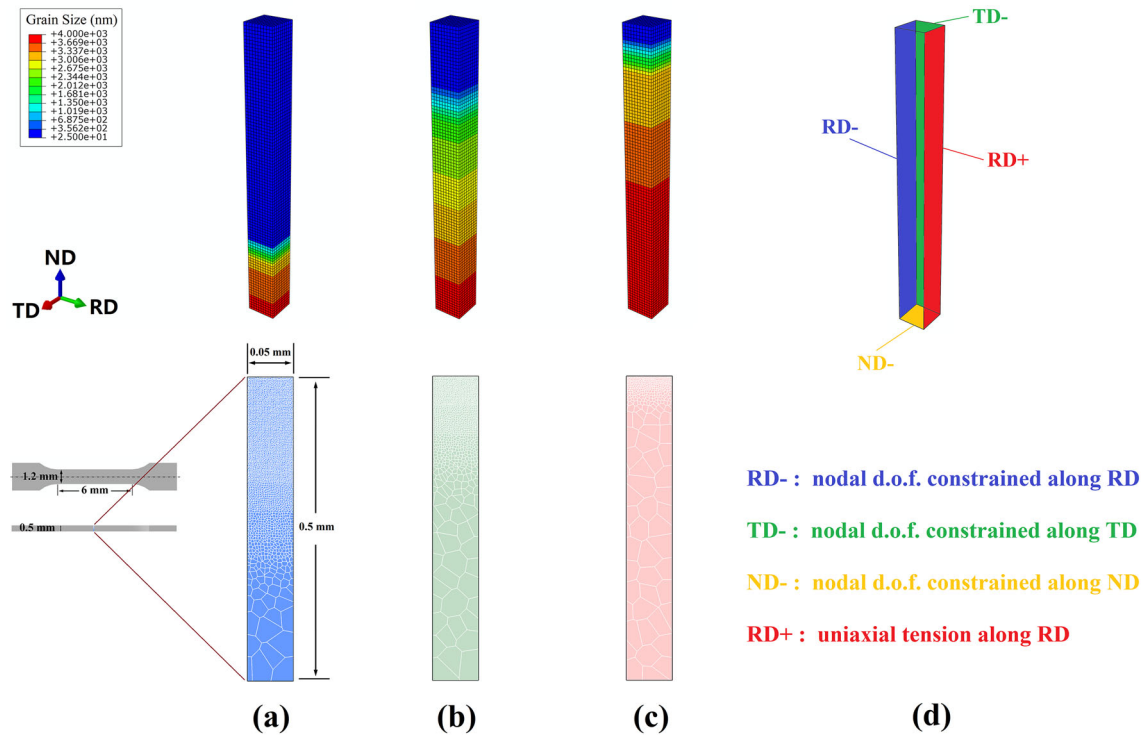 Grain Size (nm)
+4.000e+03
+3.669e+03
+3.337e+03
+3.006e+03
+2.675e+03
+2.344e+03
+2.012e+03
+1.681e+03
+1.350e+03
+1.019e+03
+6.875e+02
+3.562e+02
+2.500e+01
TD-
RD-
RD+
ND-
ND
TD
RD
0.05 mm
0.5 mm
1.2 mm
6 mm
0.5 mm
RD- : nodal d.o.f. constrained along RD
TD- : nodal d.o.f. constrained along TD
ND- : nodal d.o.f. constrained along ND
RD+ : uniaxial tension along RD
(a)
(b)
(c)
(d)